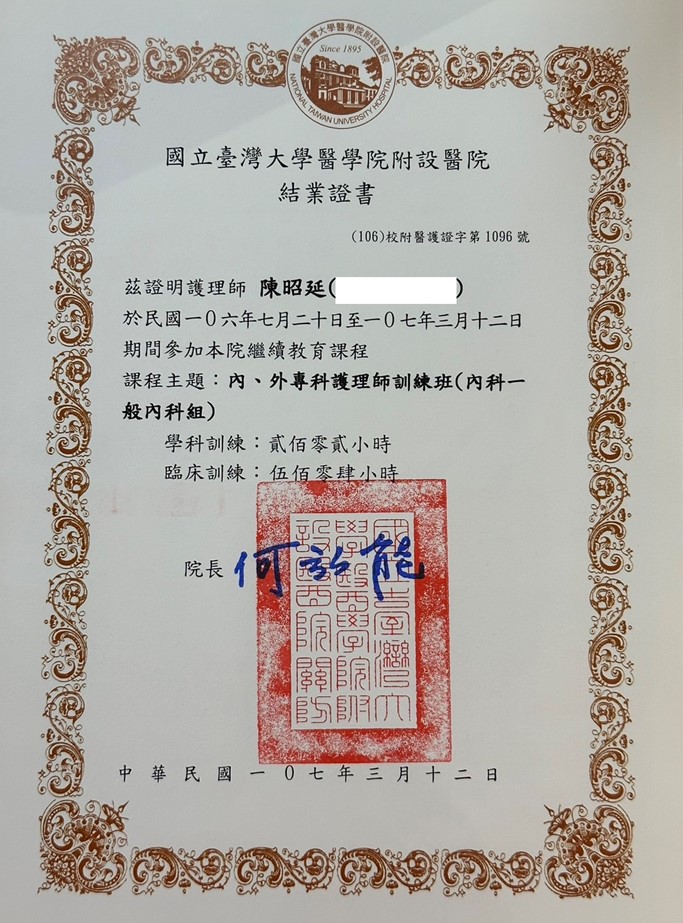 國立臺灣大學醫學院附設醫院
Since 1895
NATIONAL TAIWAN UNIVERSITY HOSPITAL
國立臺灣大學醫學院附設醫院
結業證書
(106)校附醫護證字第1096號
茲證明護理師 陳昭延( )
於民國一0六年七月二十日至一0七年三月十二日
期間參加本院繼續教育課程
課程主題：內、外專科護理師訓練班(內科一
般內科組)
學科訓練：貳佰零貳小時
臨床訓練：伍佰零肆小時
院長 何弘能
國立臺灣大
學醫學院附
設醫院關防
中華民國一0七年三月十二日